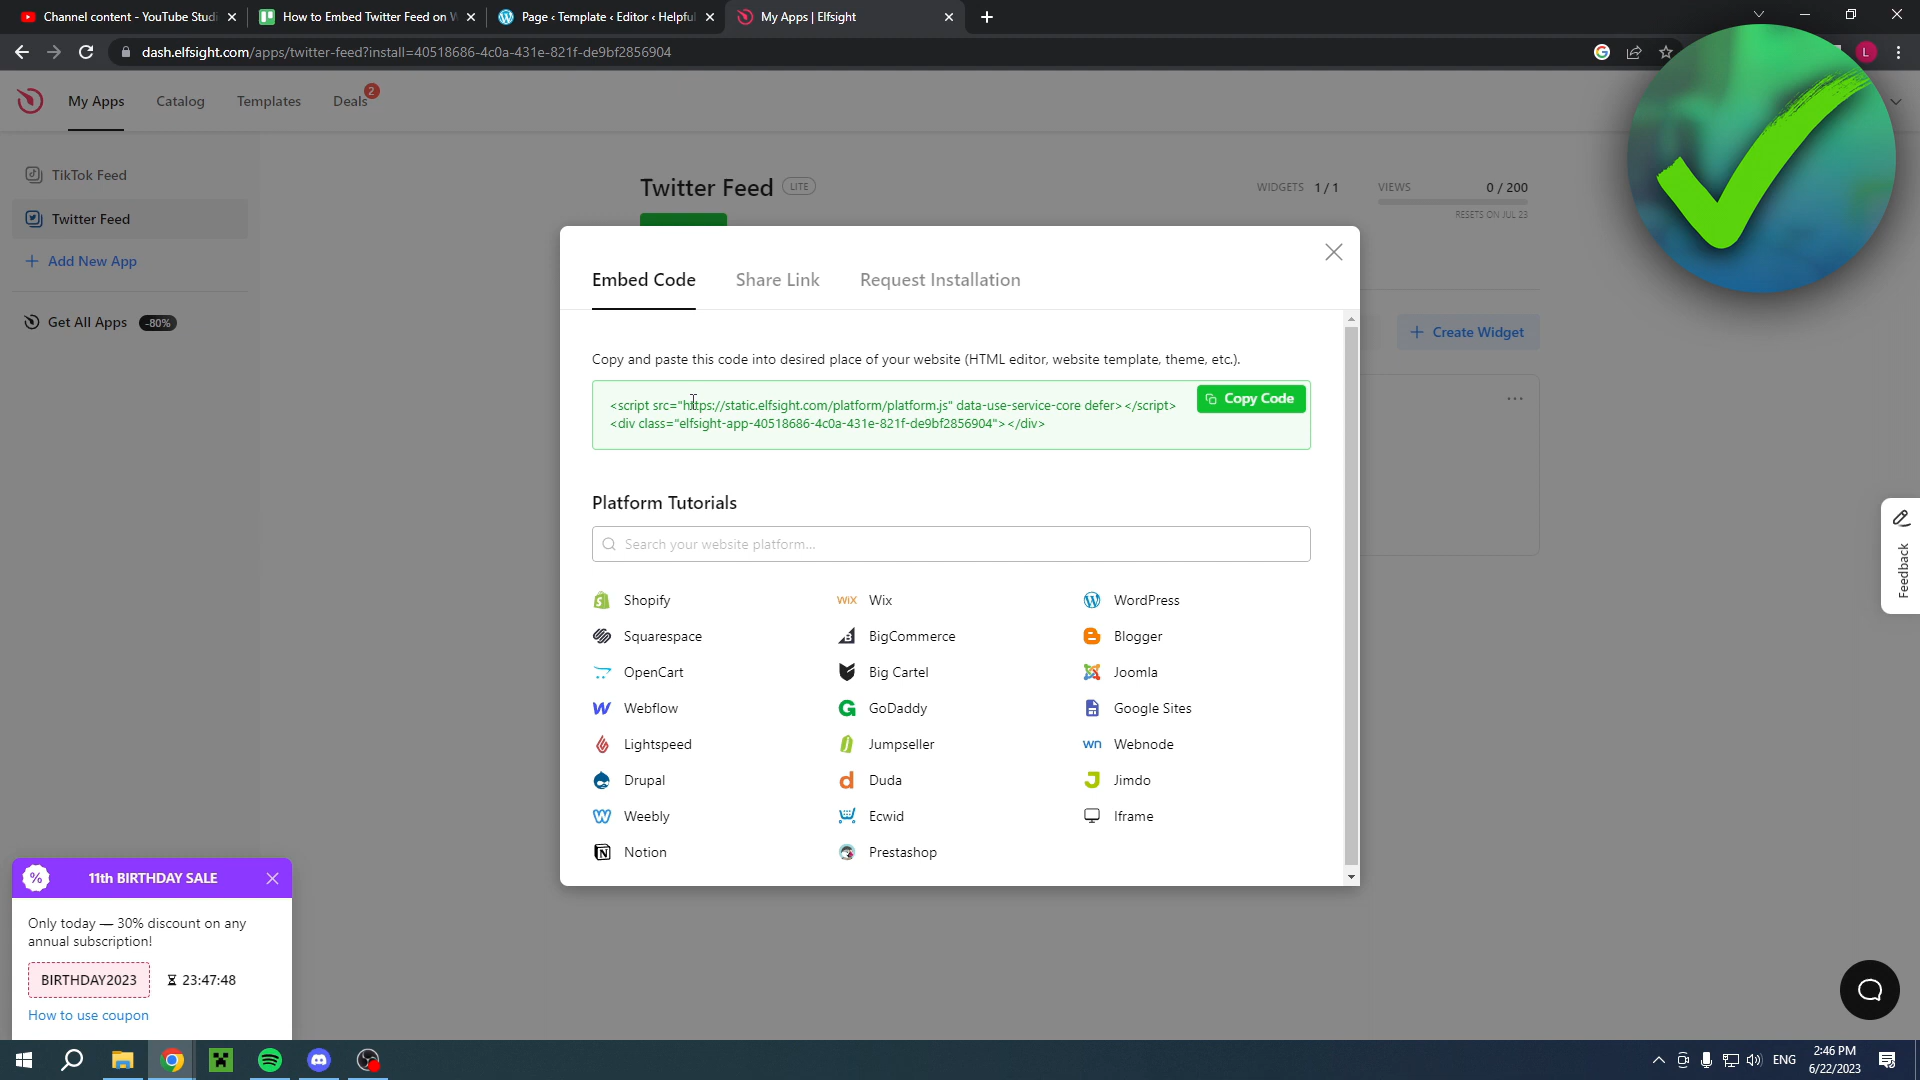 Channel content - YouTube Studi
How to Embed Twitter Feed on W
Page ‹ Template ‹ Editor ‹ Helpful
My Apps | Elfsight
dash.elfsight.com/apps/twitter-feed?install=40518686-4c0a-431e-821f-de9bf2856904
L
My Apps
Catalog
Templates
Deals
2
TikTok Feed
Twitter Feed
Add New App
Get All Apps
-80%
Twitter Feed
LITE
WIDGETS 1 / 1
VIEWS 0 / 200
RESETS ON JUL 23
Create Widget
Embed Code
Share Link
Request Installation
Copy and paste this code into desired place of your website (HTML editor, website template, theme, etc.).
<script src="https://static.elfsight.com/platform/platform.js" data-use-service-core defer></script>
<div class="elfsight-app-40518686-4c0a-431e-821f-de9bf2856904"></div>
Copy Code
Platform Tutorials
Search your website platform...
Shopify
Wix
Wix
WordPress
Squarespace
BigCommerce
Blogger
OpenCart
Big Cartel
Joomla
Webflow
GoDaddy
Google Sites
Lightspeed
Jumpseller
wn
Webnode
Drupal
Duda
Jimdo
Weebly
Ecwid
Iframe
Notion
Prestashop
Feedback
%
11th BIRTHDAY SALE
Only today — 30% discount on any
annual subscription!
BIRTHDAY2023
23:47:48
How to use coupon
ENG
2:46 PM
6/22/2023